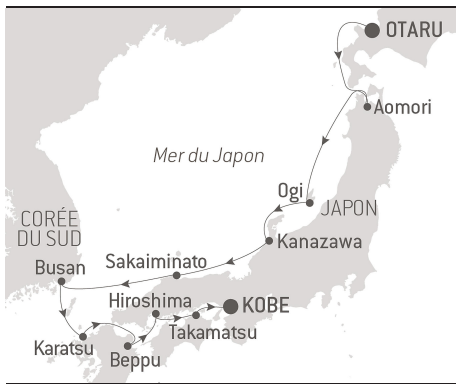 OTARU
Aomori
Mer du Japon
Ogi
JAPON
CORÉE
DU SUD
Kanazawa
Sakaiminato
Busan
Hiroshima
KOBE
Takamatsu
Karatsu
Beppu